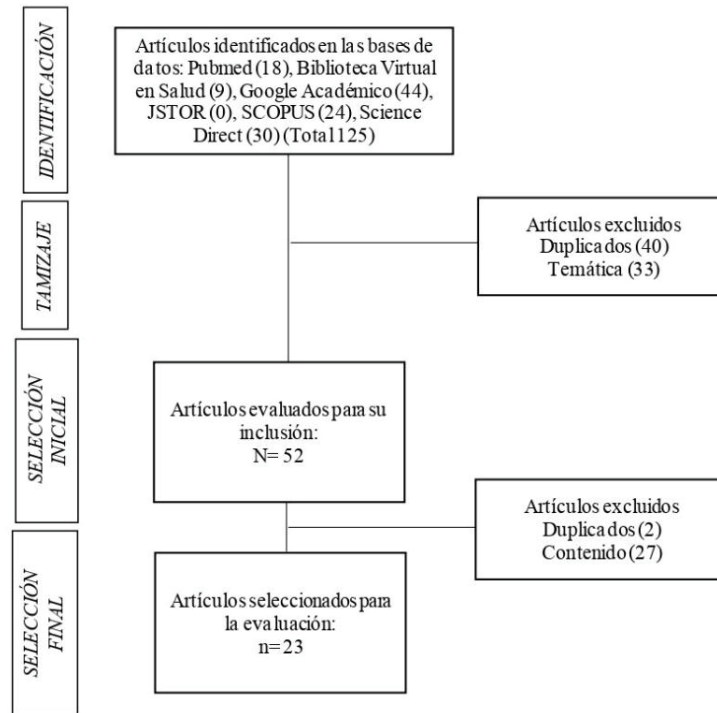 IDENTIFICACIÓN
Artículos identificados en las bases de
datos: Pubmed (18), Biblioteca Virtual
en Salud (9), Google Académico (44),
JSTOR (0), SCOPUS (24), Science
Direct (30) (Total125)
TAMIZAJE
Artículos excluidos
Duplicados (40)
Temática (33)
SELECCIÓN
INICIAL
Artículos evaluados para su
inclusión:
N= 52
Artículos excluidos
Duplicados (2)
Contenido (27)
SELECCIÓN
FINAL
Artículos seleccionados para
la evaluación:
n=23